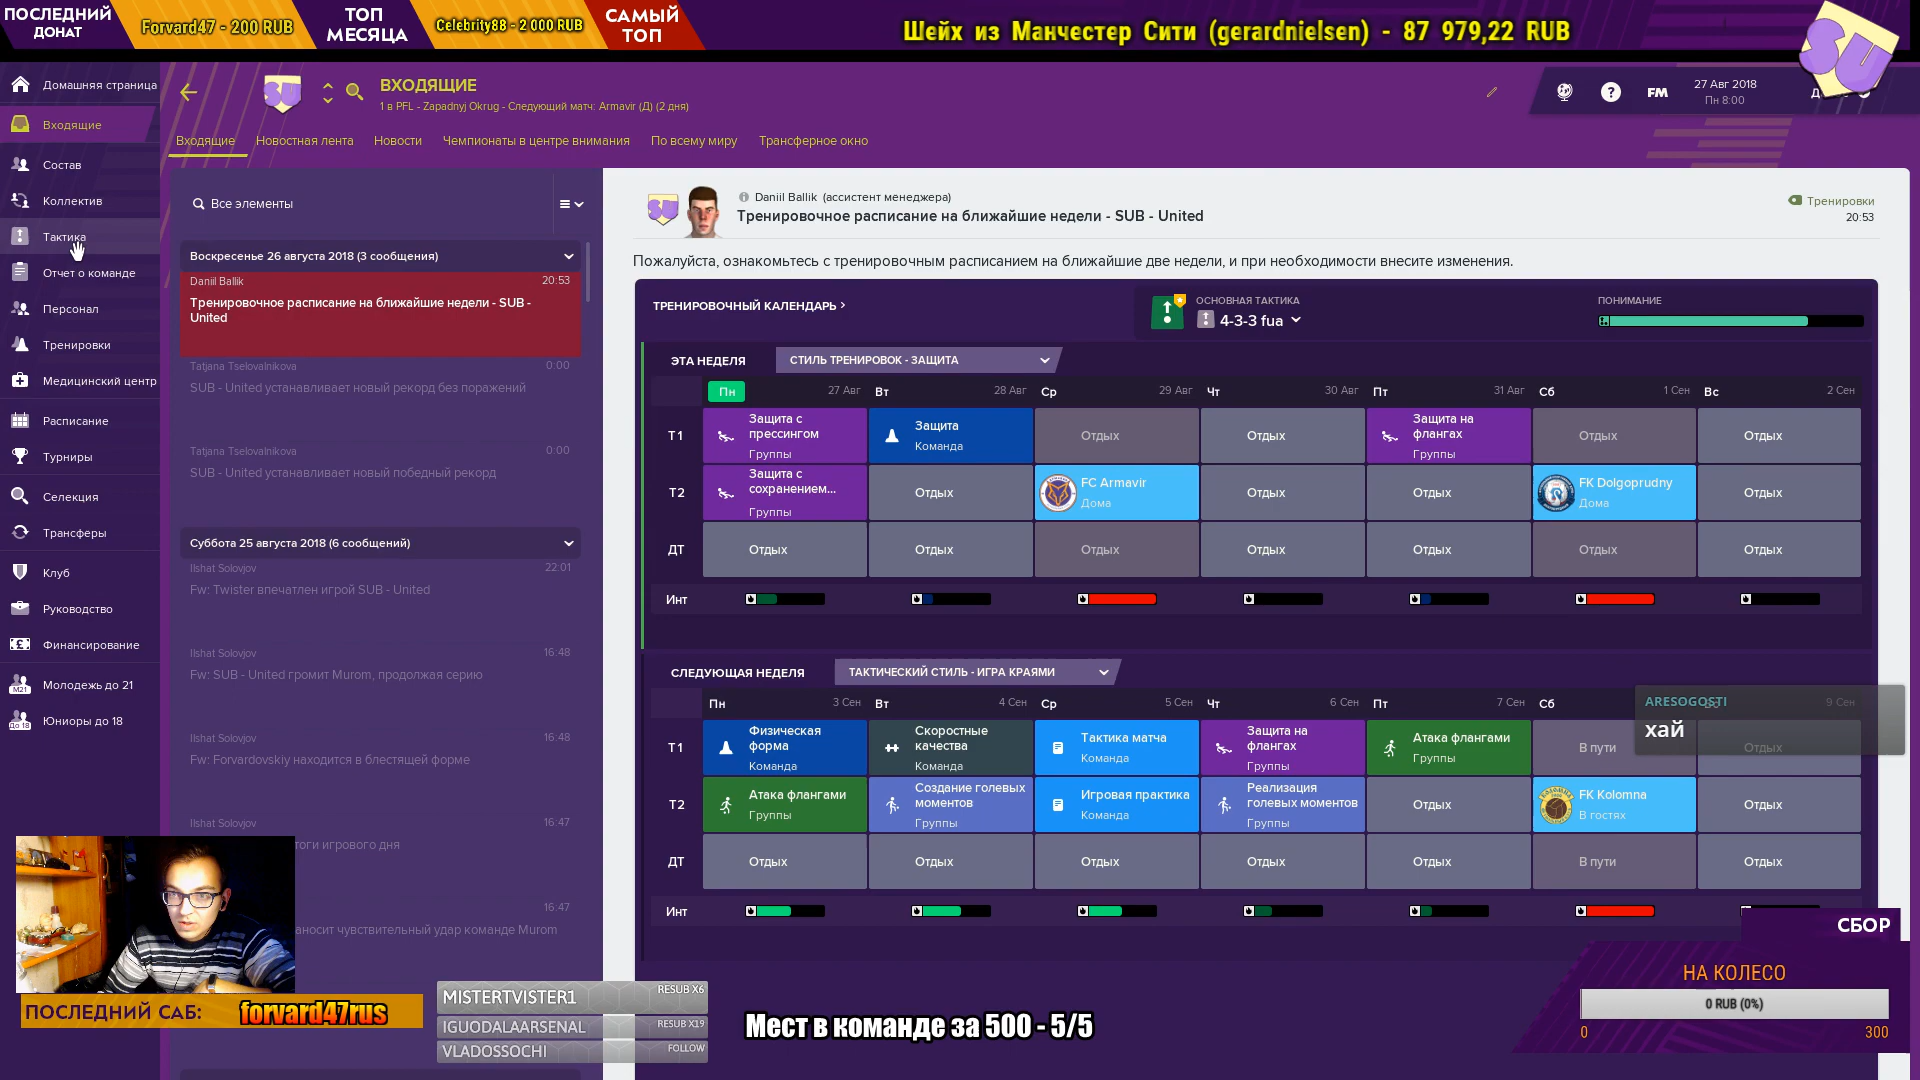 ПОСЛЕДНИЙ
ДОНАТ
Forvard47 - 200 RUB
ТОП
МЕСЯЦА
Celebrity88 - 2 000 RUB
САМЫЙ
ТОП
Шейх из Манчестер Сити (gerardnielsen) - 87 979,22 RUB
SU
Домашняя страница
Входящие
Состав
Коллектив
Тактика
Отчет о команде
Персонал
Тренировки
Медицинский центр
Расписание
Турниры
Селекция
Трансферы
Клуб
Руководство
Финансирование
Молодежь до 21
Юниоры до 18
ВХОДЯЩИЕ
1 в PFL - Zapadnyj Okrug - Следующий матч: Armavir (Д) (2 дня)
FM
27 Авг 2018
Пн 8:00
Входящие Новостная лента Новости Чемпионаты в центре внимания По всему миру Трансферное окно
Все элементы
Воскресенье 26 августа 2018 (3 сообщения)
Daniil Ballik 20:53
Тренировочное расписание на ближайшие недели - SUB -
United
Tatjana Tselovalnikova 0:00
SUB - United устанавливает новый рекорд без поражений
Tatjana Tselovalnikova 0:00
SUB - United устанавливает новый победный рекорд
Суббота 25 августа 2018 (6 сообщений)
Ilshat Solovjov 22:01
Fw: Twister впечатлен игрой SUB - United
Ilshat Solovjov 16:48
Fw: SUB - United громит Murom, продолжая серию
Ilshat Solovjov 16:48
Fw: Forvardovskiy находится в блестящей форме
Ilshat Solovjov 16:47
тоги игрового дня
16:47
аносит чувствительный удар команде Murom
Daniil Ballik (ассистент менеджера)
Тренировочное расписание на ближайшие недели - SUB - United
Тренировки
20:53
Пожалуйста, ознакомьтесь с тренировочным расписанием на ближайшие две недели, и при необходимости внесите изменения.
ТРЕНИРОВОЧНЫЙ КАЛЕНДАРЬ
ОСНОВНАЯ ТАКТИКА
4-3-3 fua
ПОНИМАНИЕ
ЭТА НЕДЕЛЯ СТИЛЬ ТРЕНИРОВОК - ЗАЩИТА
Пн 27 Авг Вт 28 Авг Ср 29 Авг Чт 30 Авг Пт 31 Авг Сб 1 Сен Вс 2 Сен
Т1
Защита с
прессингом
Группы
Защита
Команда
Отдых
Отдых
Защита на
флангах
Группы
Отдых
Отдых
Т2
Защита с
сохранением...
Группы
Отдых
FC Armavir
Дома
Отдых
Отдых
FK Dolgoprudny
Дома
Отдых
ДТ Отдых Отдых Отдых Отдых Отдых Отдых Отдых
Инт
СЛЕДУЮЩАЯ НЕДЕЛЯ ТАКТИЧЕСКИЙ СТИЛЬ - ИГРА КРАЯМИ
Пн 3 Сен Вт 4 Сен Ср 5 Сен Чт 6 Сен Пт 7 Сен Сб 9 Сен
Т1
Физическая
форма
Команда
Скоростные
качества
Команда
Тактика матча
Команда
Защита на
флангах
Группы
Атака флангами
Группы
В пути
Отдых
Т2
Атака флангами
Группы
Создание голевых
моментов
Группы
Игровая практика
Команда
Реализация
голевых моментов
Группы
Отдых
FK Kolomna
В гостях
Отдых
ДТ Отдых Отдых Отдых Отдых Отдых В пути Отдых
Инт
ARESOGOSTI
хай
СБОР
НА КОЛЕСО
0 RUB (0%)
0 300
ПОСЛЕДНИЙ САБ: forvard47rus
MISTERTVISTER1 RESUB X6
IGUODALAARSENAL RESUB X19
VLADOSSOCHI FOLLOW
Мест в команде за 500 - 5/5